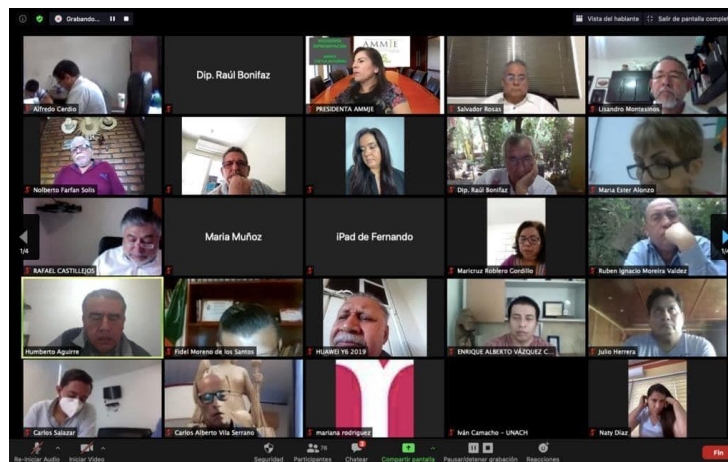 Grabando...
Vista del hablante
Salir de pantalla complet
Alfredo Cerdio
Dip. Raúl Bonifaz
AMMJE
PRESIDENTA AMMJE
Salvador Rosas
Lisandro Montesinos
Nolberto Farfan Solis
Dip. Raúl Bonifaz
Maria Ester Alonzo
1/4
RAFAEL CASTILLEJOS
Maria Muñoz
iPad de Fernando
Maricruz Roblero Gordillo
Ruben Ignacio Moreira Valdez
1/4
Humberto Aguirre
Fidel Moreno de los Santos
HUAWEI Y6 2019
ENRIQUE ALBERTO VÁZQUEZ C...
Julio Herrera
Carlos Salazar
Carlos Alberto Vila Serrano
mariana rodriguez
Iván Camacho - UNACH
Naty Díaz
Re-iniciar Audio
Iniciar Video
Seguridad
76
Participantes
Chatear
Compartir pantalla
Pausar/detener grabación
Reacciones
Fin